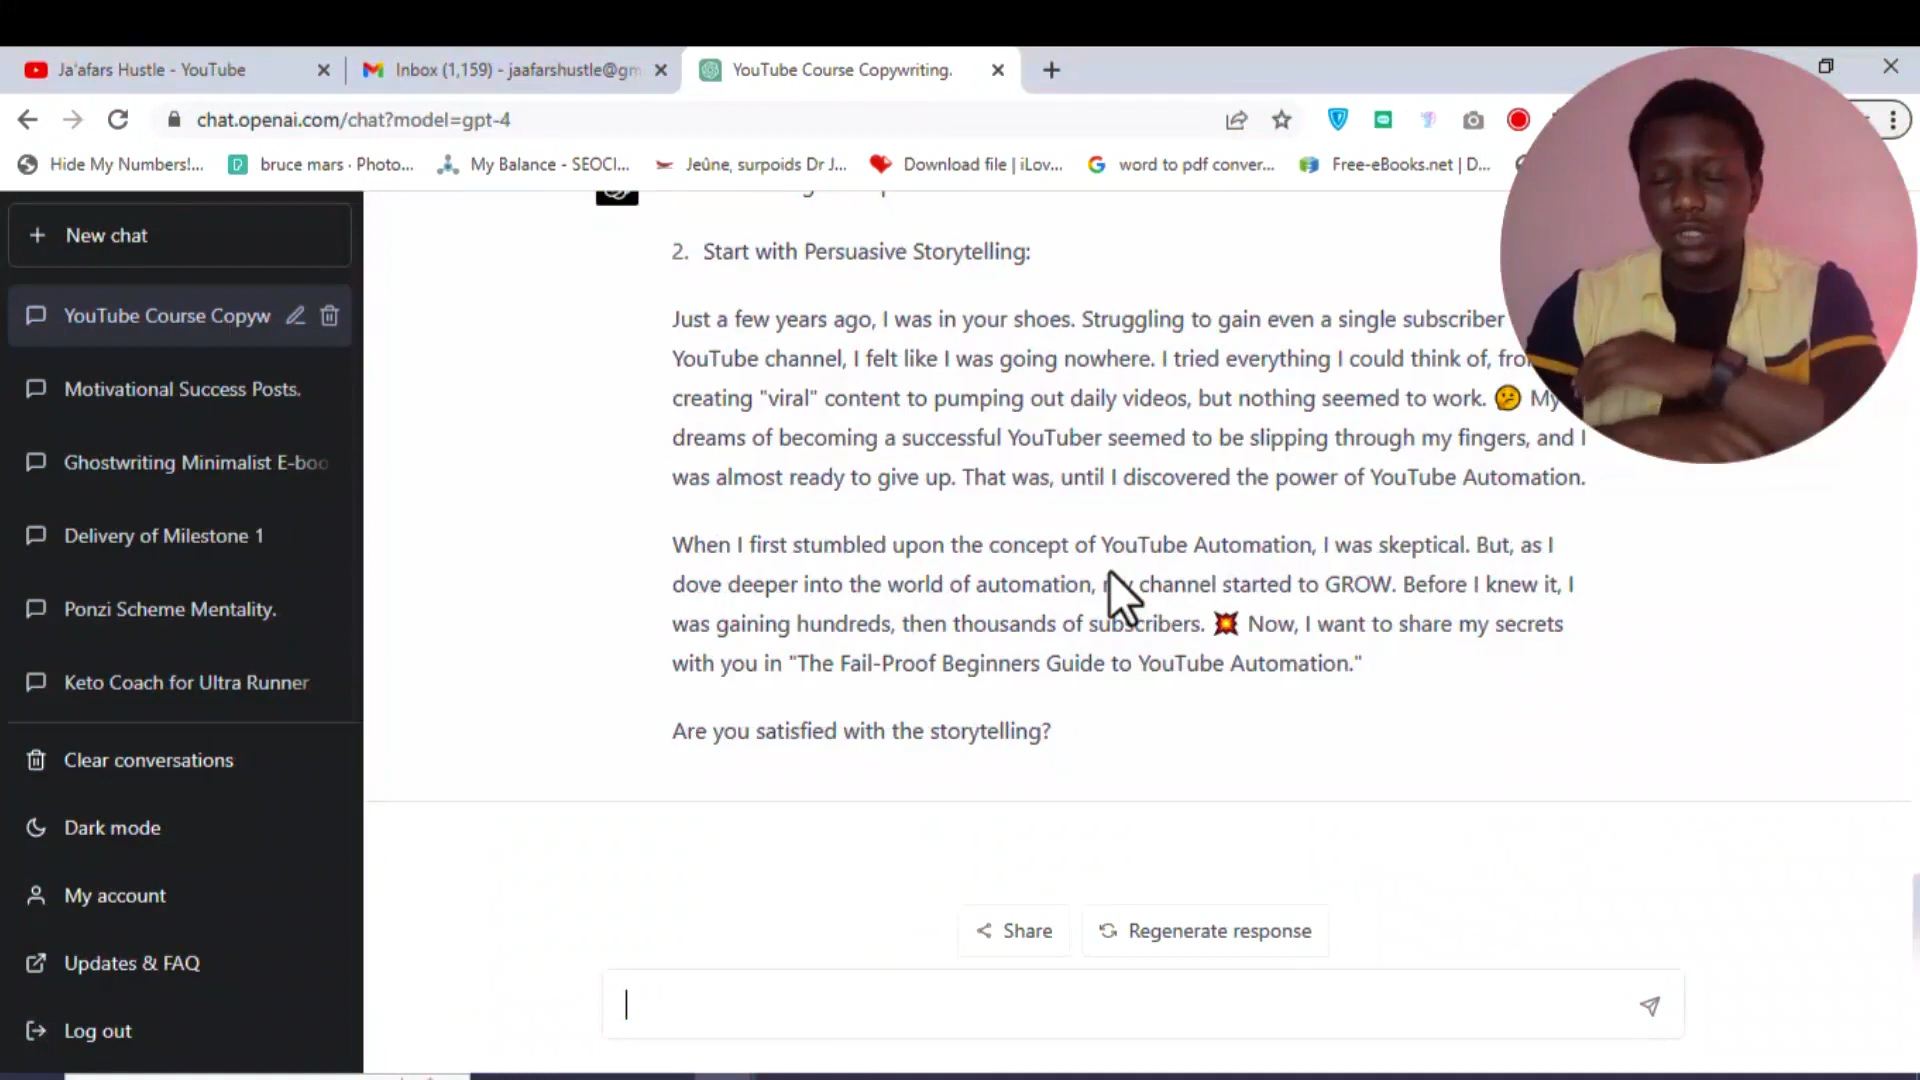 Ja'afars Hustle - YouTube
Inbox (1,159) - jaafarshustle@gm
YouTube Course Copywriting.
chat.openai.com/chat?model=gpt-4
Hide My Numbers!...
bruce mars · Photo...
My Balance - SEOCl...
Jeûne, surpoids Dr J...
Download file | iLov...
word to pdf conver...
Free-eBooks.net | D...
New chat
YouTube Course Copyw
Motivational Success Posts.
Ghostwriting Minimalist E-boo
Delivery of Milestone 1
Ponzi Scheme Mentality.
Keto Coach for Ultra Runner
Clear conversations
Dark mode
My account
Updates & FAQ
Log out
2. Start with Persuasive Storytelling:
Just a few years ago, I was in your shoes. Struggling to gain even a single subscriber
YouTube channel, I felt like I was going nowhere. I tried everything I could think of,
creating "viral" content to pumping out daily videos, but nothing seemed to work. 😕 My
dreams of becoming a successful YouTuber seemed to be slipping through my fingers, and I
was almost ready to give up. That was, until I discovered the power of YouTube Automation.
When I first stumbled upon the concept of YouTube Automation, I was skeptical. But, as I
dove deeper into the world of automation, my channel started to GROW. Before I knew it, I
was gaining hundreds, then thousands of subscribers. 💥 Now, I want to share my secrets
with you in "The Fail-Proof Beginners Guide to YouTube Automation."
Are you satisfied with the storytelling?
Share
Regenerate response